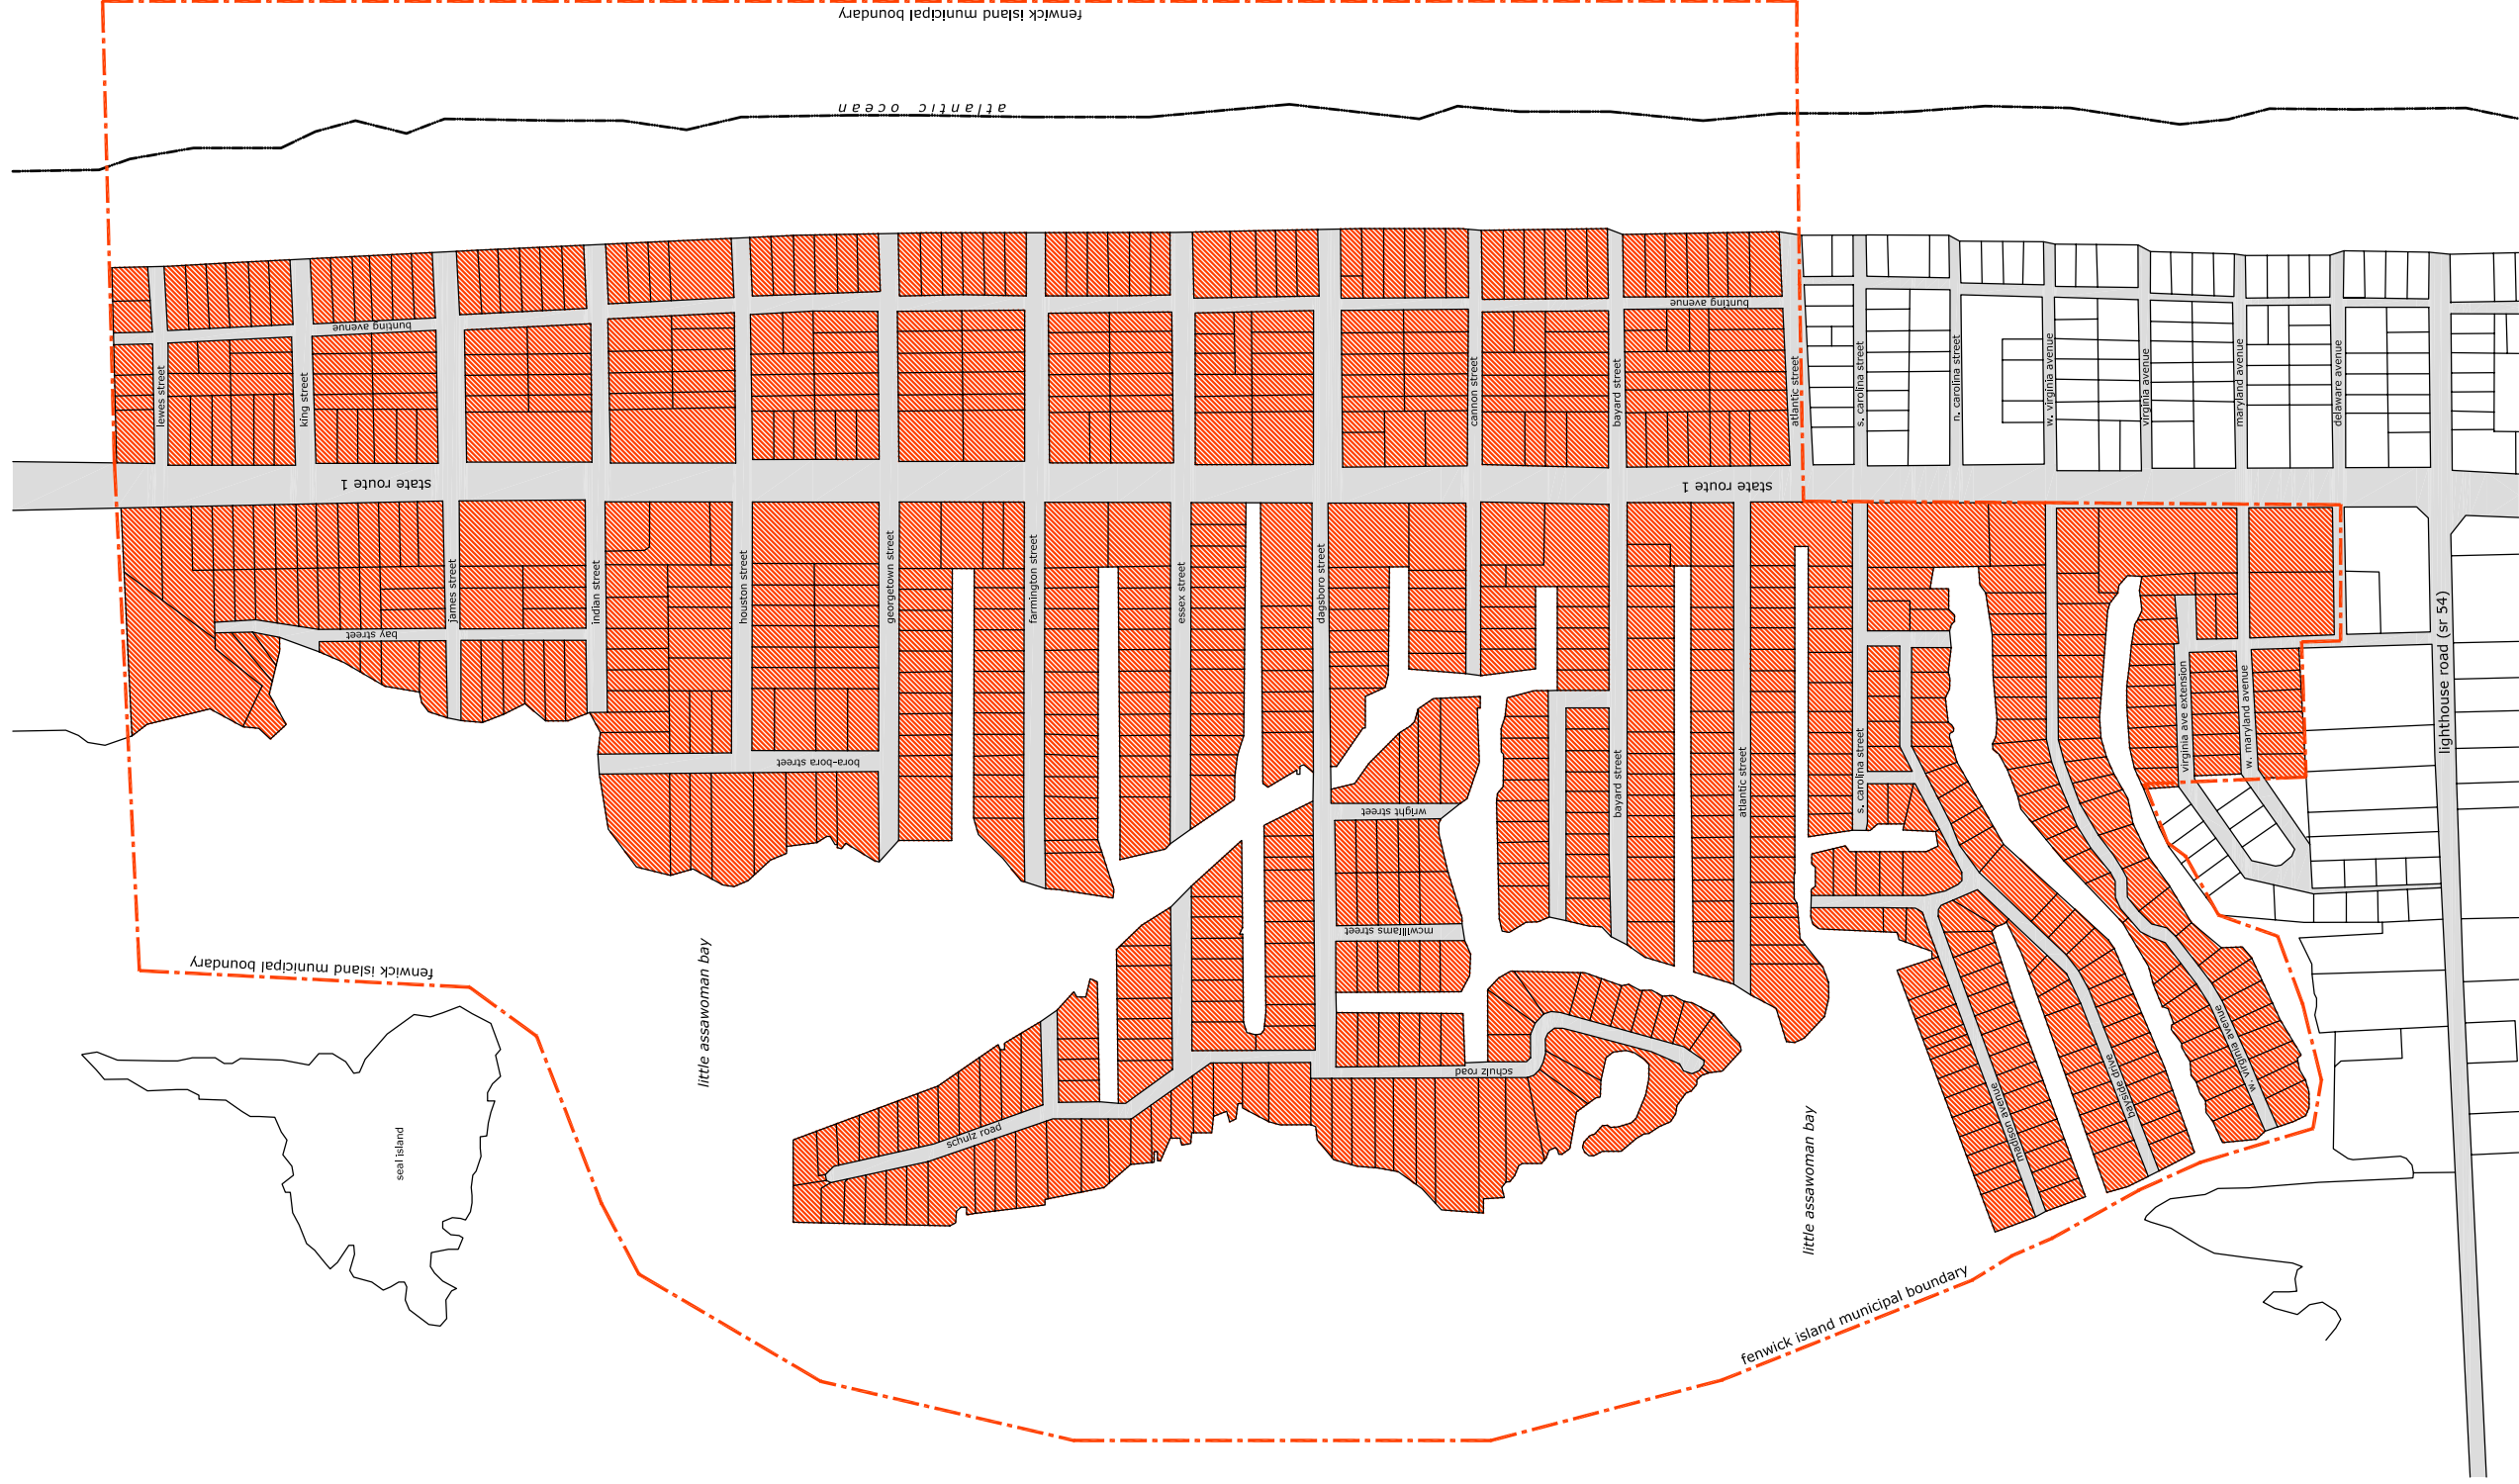 fenwick island municipal boundary
atlantic ocean
bunting avenue
bunting avenue
lewes street
king street
cannon street
bayard street
atlantic street
s. carolina street
n. carolina street
w. virginia avenue
virginia avenue
maryland avenue
delaware avenue
state route 1
state route 1
james street
indian street
houston street
georgetown street
farmington street
essex street
dagsboro street
bay street
lighthouse road (sr 54)
virginia ave extension
w. maryland avenue
bora-bora street
bayard street
atlantic street
s. carolina street
wright street
mcwilliams street
fenwick island municipal boundary
little assawoman bay
schulz road
w. virginia avenue
bayside drive
madison avenue
schulz road
seal island
little assawoman bay
fenwick island municipal boundary